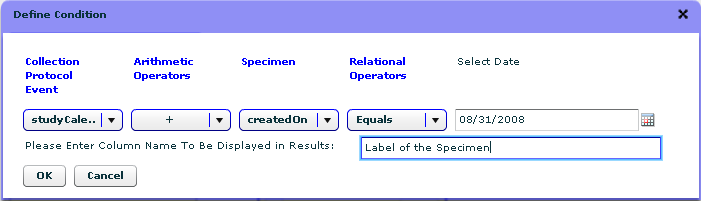 Define Condition
Collection Protocol Event
Arithmetic Operators
Specimen
Relational Operators
Select Date
studyCale..
+
createdOn
Equals
08/31/2008
Please Enter Column Name To Be Displayed in Results:
Label of the Specimen
OK
Cancel